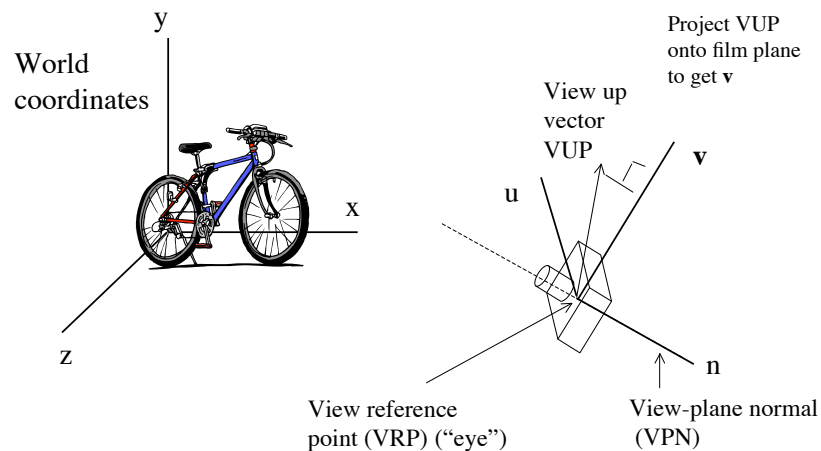 y
World
coordinates
x
z
Project VUP
onto film plane
to get v
View up
vector
VUP
v
u
n
View reference
point (VRP) (“eye”)
View-plane normal
(VPN)